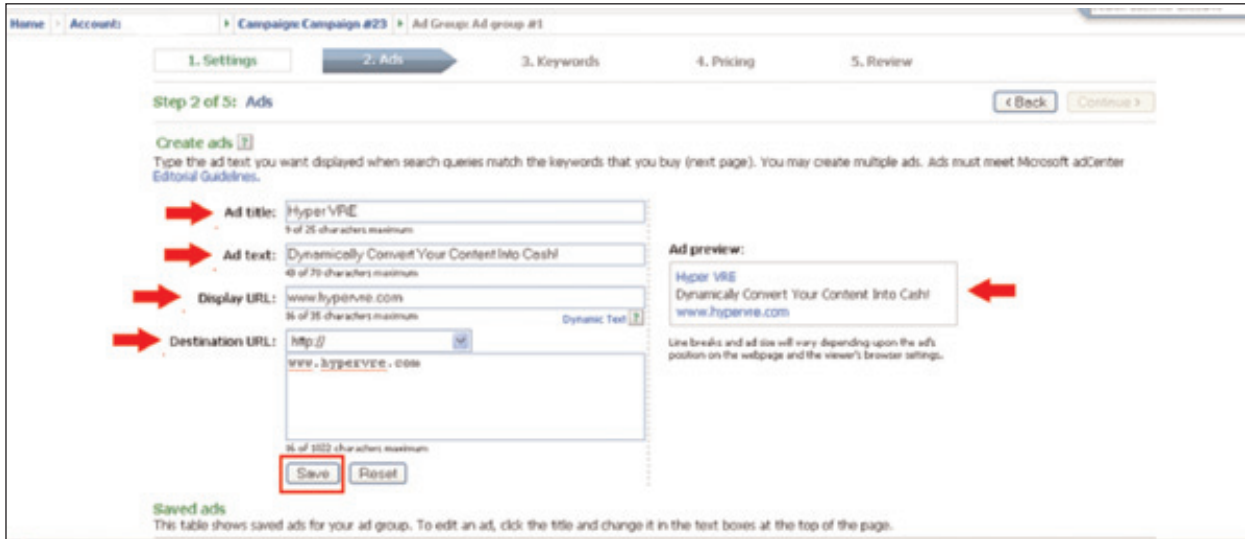 Home Account: Campaign: Campaign #23 Ad Group: Ad group #1
1. Settings 2. Ads 3. Keywords 4. Pricing 5. Review
Step 2 of 5: Ads < Back Continue >
Create ads ?
Type the ad text you want displayed when search queries match the keywords that you buy (next page). You may create multiple ads. Ads must meet Microsoft adCenter
Editorial Guidelines.
Ad title: Hyper VRE
9 of 25 characters maximum
Ad text: Dynamically Convert Your Content Into Cash!
43 of 70 characters maximum
Display URL: www.hypervre.com
16 of 35 characters maximum
Dynamic Text ?
Destination URL: http://
www.hypervre.com
16 of 1022 characters maximum
Save Reset
Ad preview:
Hyper VRE
Dynamically Convert Your Content Into Cash!
www.hypervre.com
Line breaks and ad size will vary depending upon the ad's
position on the webpage and the viewer's browser settings.
Saved ads
This table shows saved ads for your ad group. To edit an ad, click the title and change it in the text boxes at the top of the page.